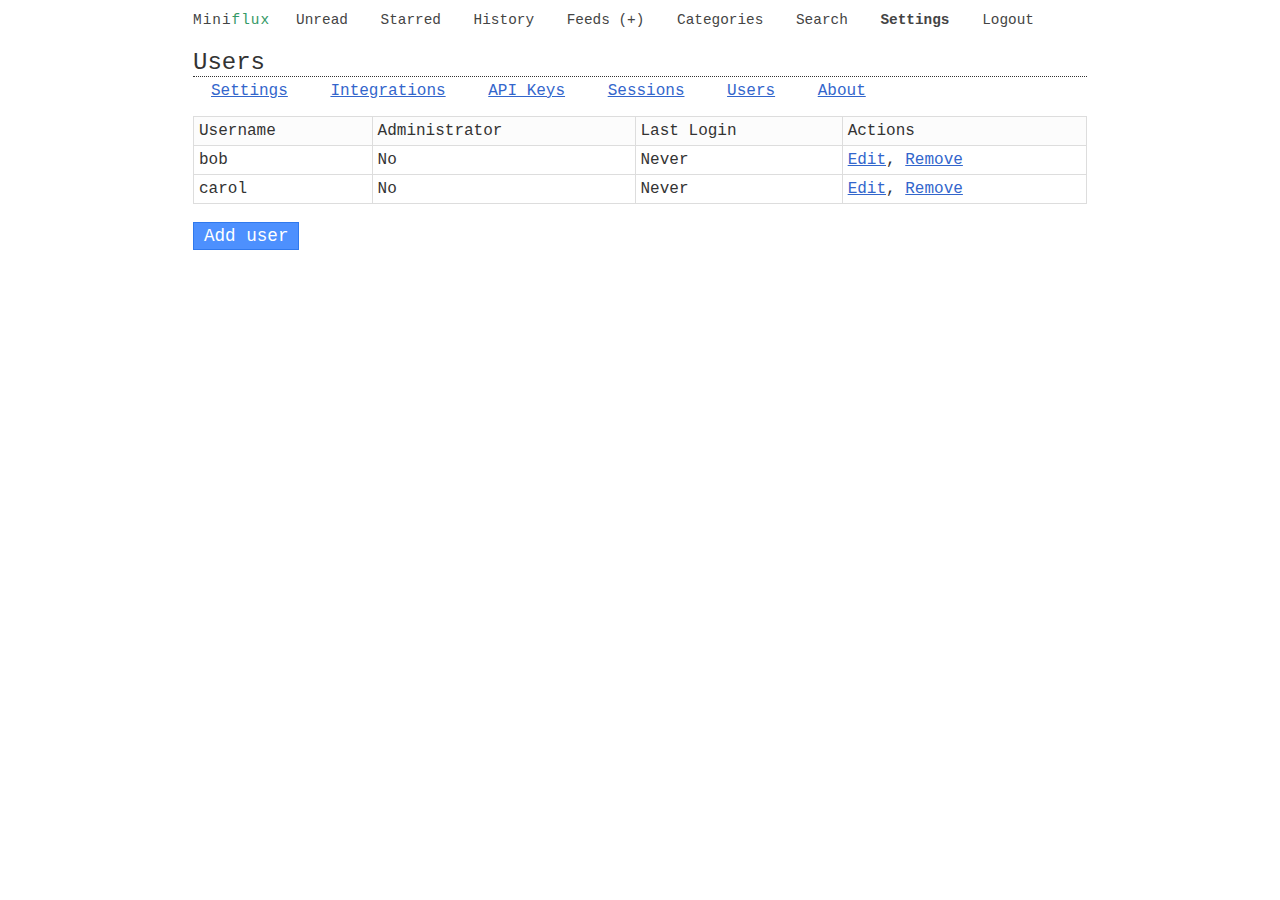 Miniflux Unread Starred History Feeds (+) Categories Search Settings Logout
Users
Settings Integrations API Keys Sessions Users About
Username Administrator Last Login Actions
bob No Never Edit, Remove
carol No Never Edit, Remove
Add user